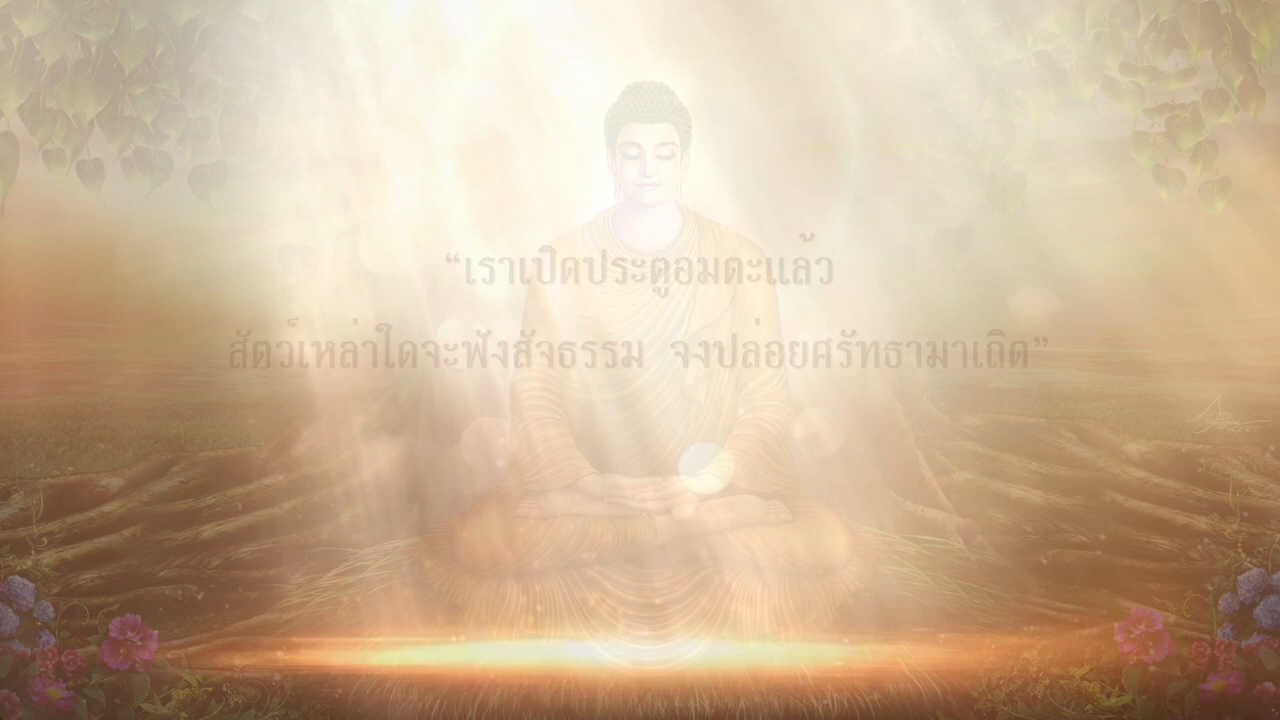 “เราเปิดประตูอมตะแล้ว
สัตว์เหล่าใดจะฟังสัจธรรม จงปล่อยศรัทธามาเถิด”